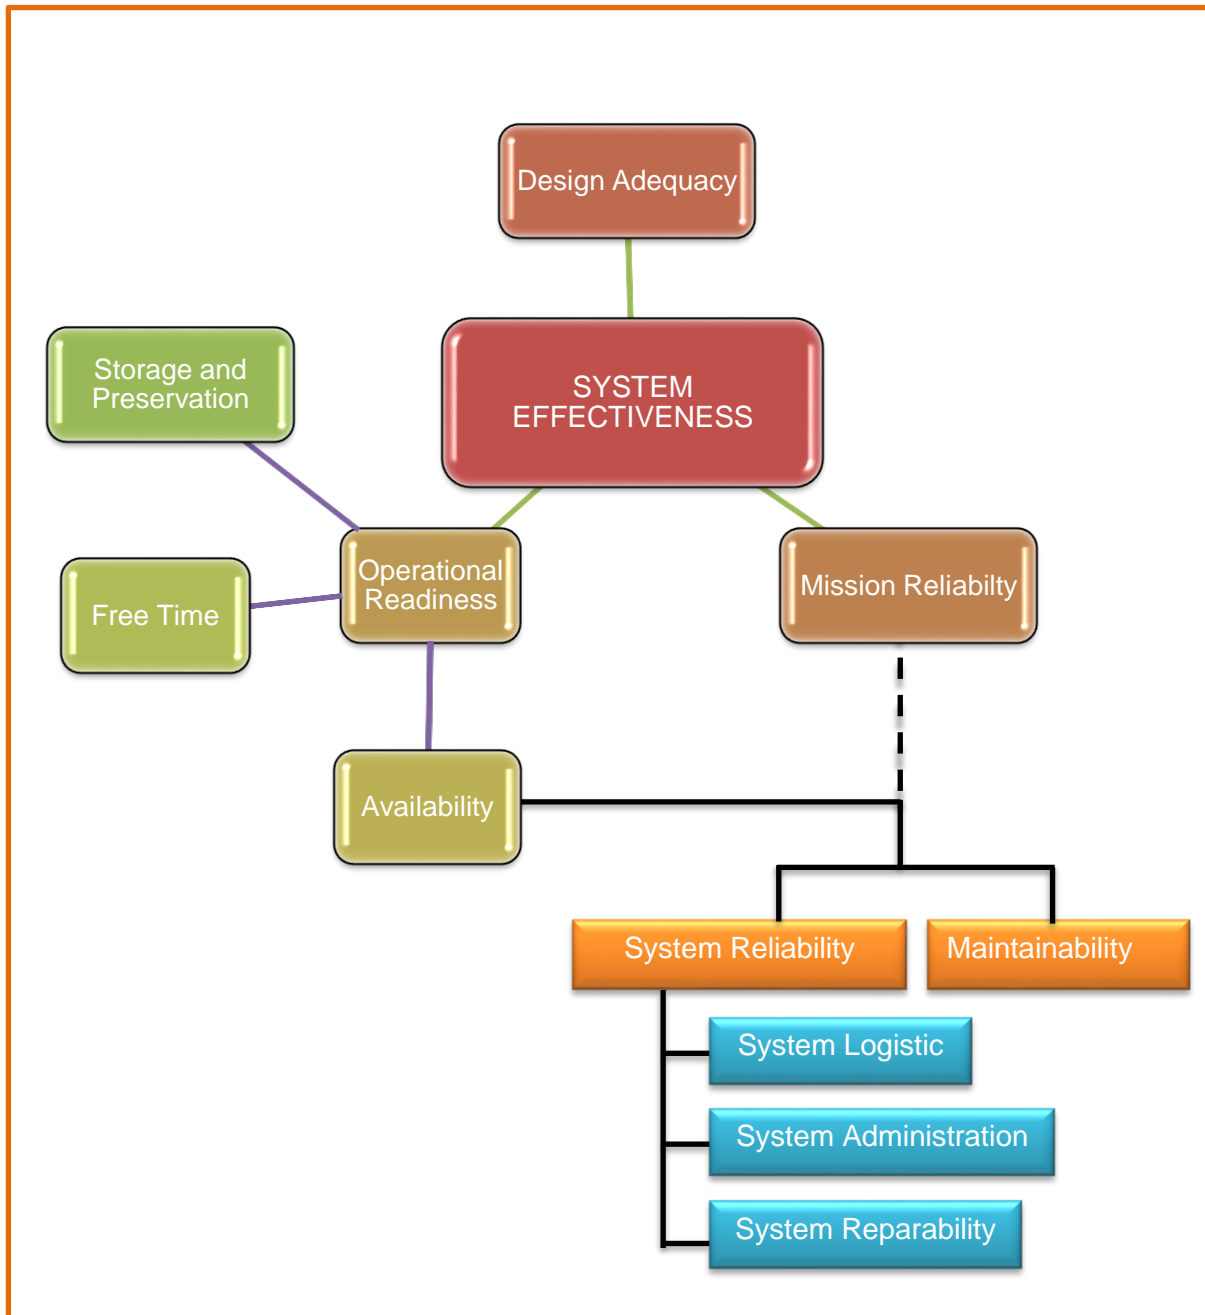 Design Adequacy
SYSTEM
EFFECTIVENESS
Storage and
Preservation
Operational
Readiness
Mission Reliabilty
Free Time
Availability
System Reliability
Maintainability
System Logistic
System Administration
System Reparability